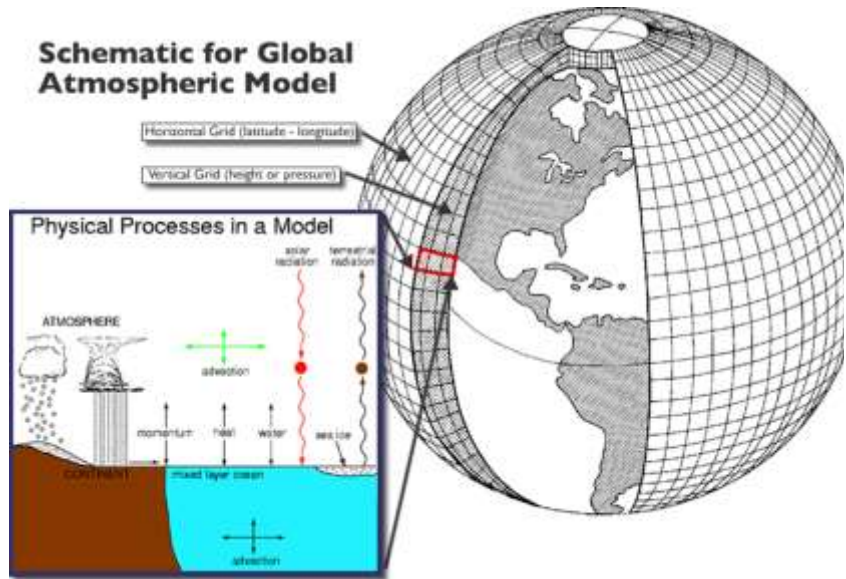 Schematic for Global
Atmospheric Model
Horizontal Grid (latitude - longitude)
Vertical Grid (height or pressure)
Physical Processes in a Model
solar
radiation
terrestrial
radiation
ATMOSPHERE
advection
momentum
heat
water
sea ice
CONTINENT
mixed layer ocean
advection